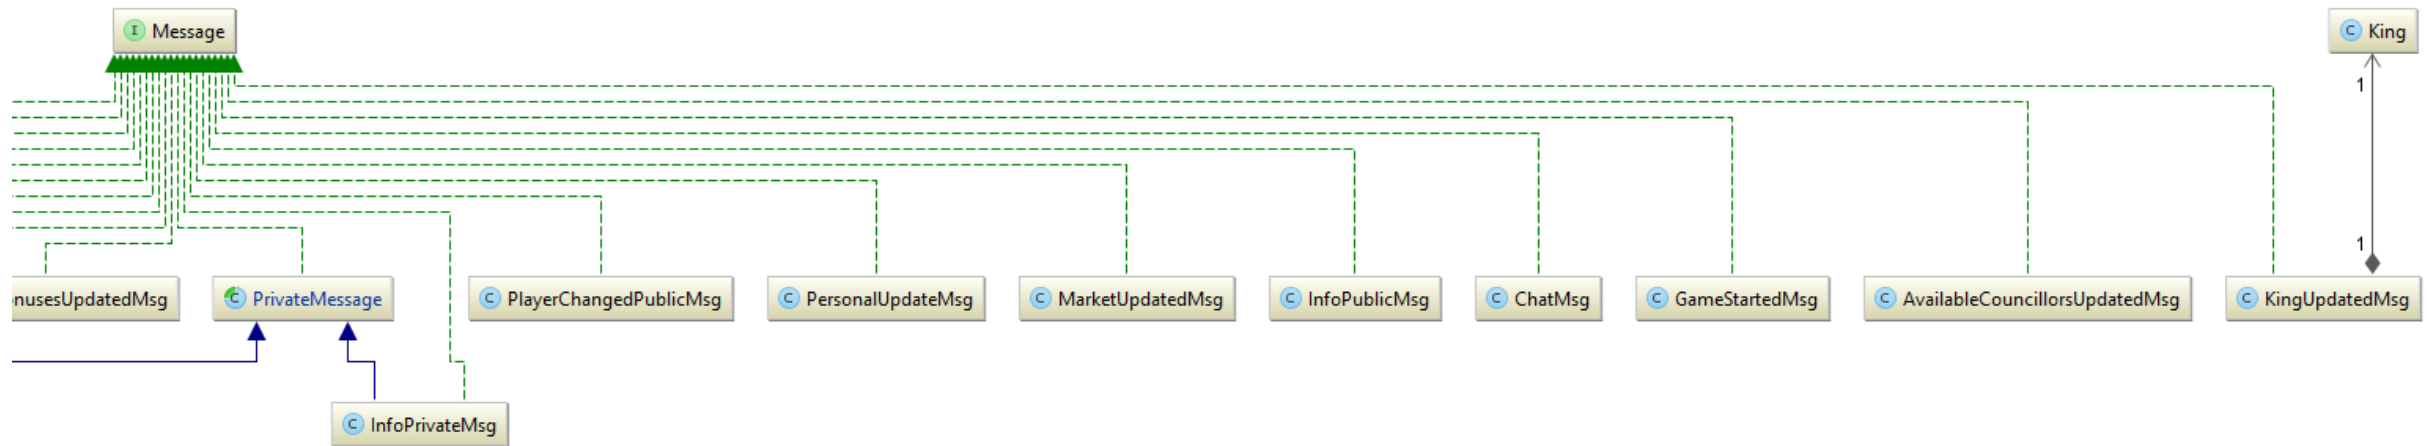 I Message
C King
1
1
nusesUpdatedMsg
C PrivateMessage
C PlayerChangedPublicMsg
C PersonalUpdateMsg
C MarketUpdatedMsg
C InfoPublicMsg
C ChatMsg
C GameStartedMsg
C AvailableCouncillorsUpdatedMsg
C KingUpdatedMsg
C InfoPrivateMsg